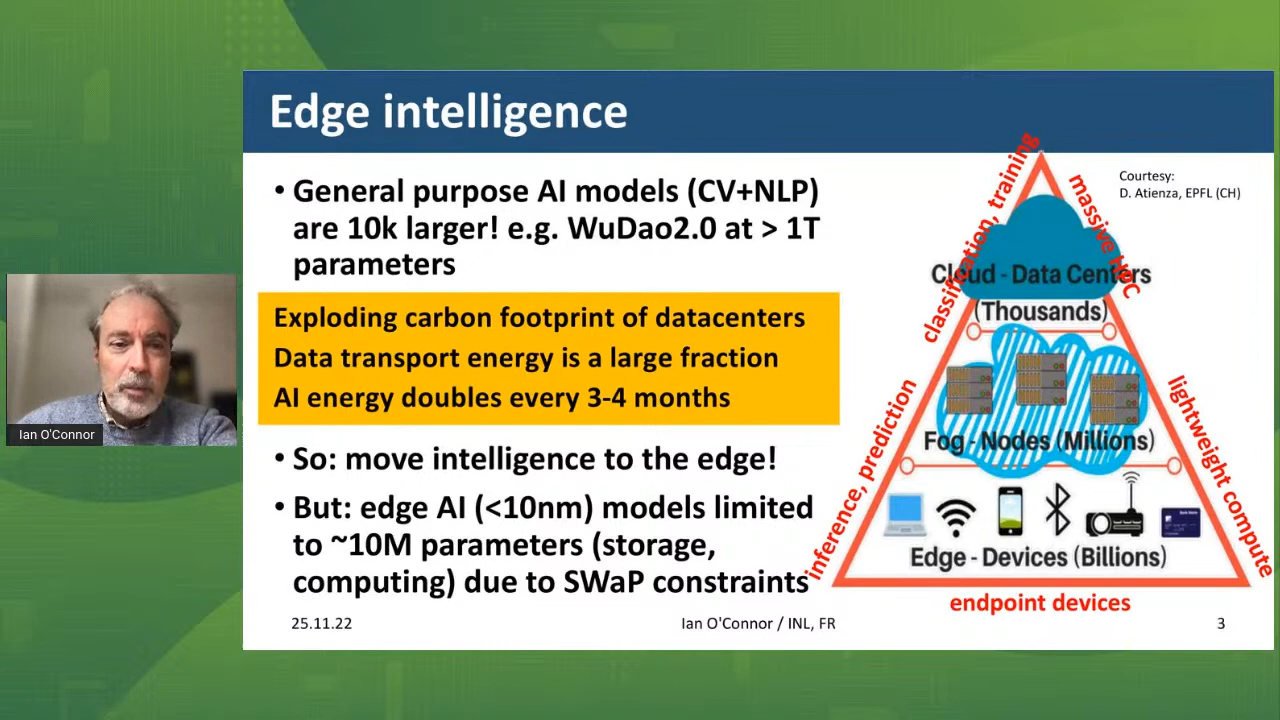 Edge intelligence
• General purpose AI models (CV+NLP)
are 10k larger! e.g. WuDao2.0 at > 1T
parameters
Exploding carbon footprint of datacenters
Data transport energy is a large fraction
AI energy doubles every 3-4 months
• So: move intelligence to the edge!
• But: edge AI (<10nm) models limited
to ~10M parameters (storage,
computing) due to SWaP constraints
Courtesy:
D. Atienza, EPFL (CH)
classification, training
massive HPC
Cloud - Data Centers
(Thousands)
inference, prediction
lightweight compute
Fog - Nodes (Millions)
Edge - Devices (Billions)
endpoint devices
25.11.22
Ian O'Connor / INL, FR
3
Ian O'Connor